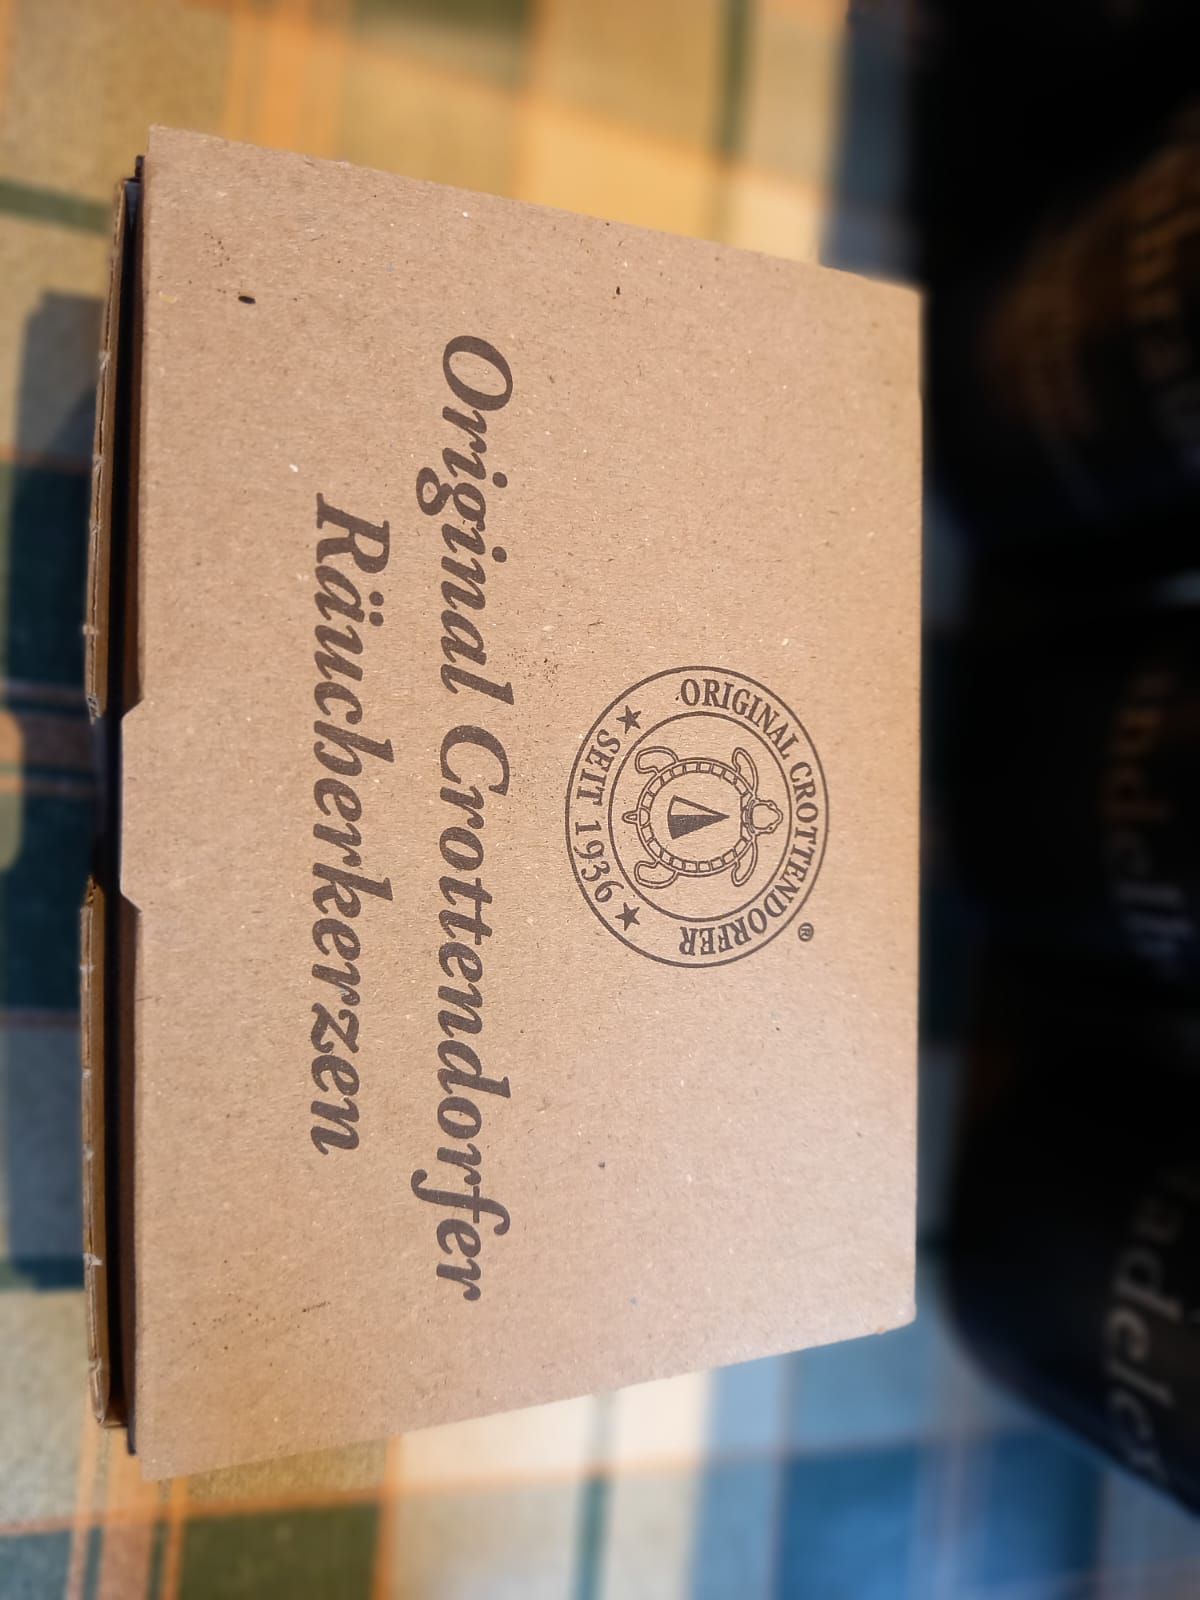 ORIGINAL CROTTENDORFER ®
★ SEIT 1936 ★
Original Crottendorfer
Räucherkerzen